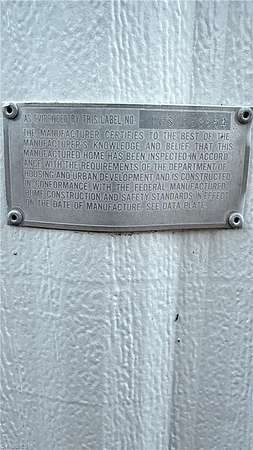 AS EVIDENCED BY THIS LABEL NO.
THE MANUFACTURER CERTIFIES TO THE BEST OF THE
MANUFACTURER'S KNOWLEDGE AND BELIEF THAT THIS
MANUFACTURED HOME HAS BEEN INSPECTED IN ACCORD
ANCE WITH THE REQUIREMENTS OF THE DEPARTMENT OF
HOUSING AND URBAN DEVELOPMENT AND IS CONSTRUCTED
IN CONFORMANCE WITH THE FEDERAL MANUFACTURED
HOME CONSTRUCTION AND SAFETY STANDARDS IN EFFECT
ON THE DATE OF MANUFACTURE. SEE DATA PLATE.